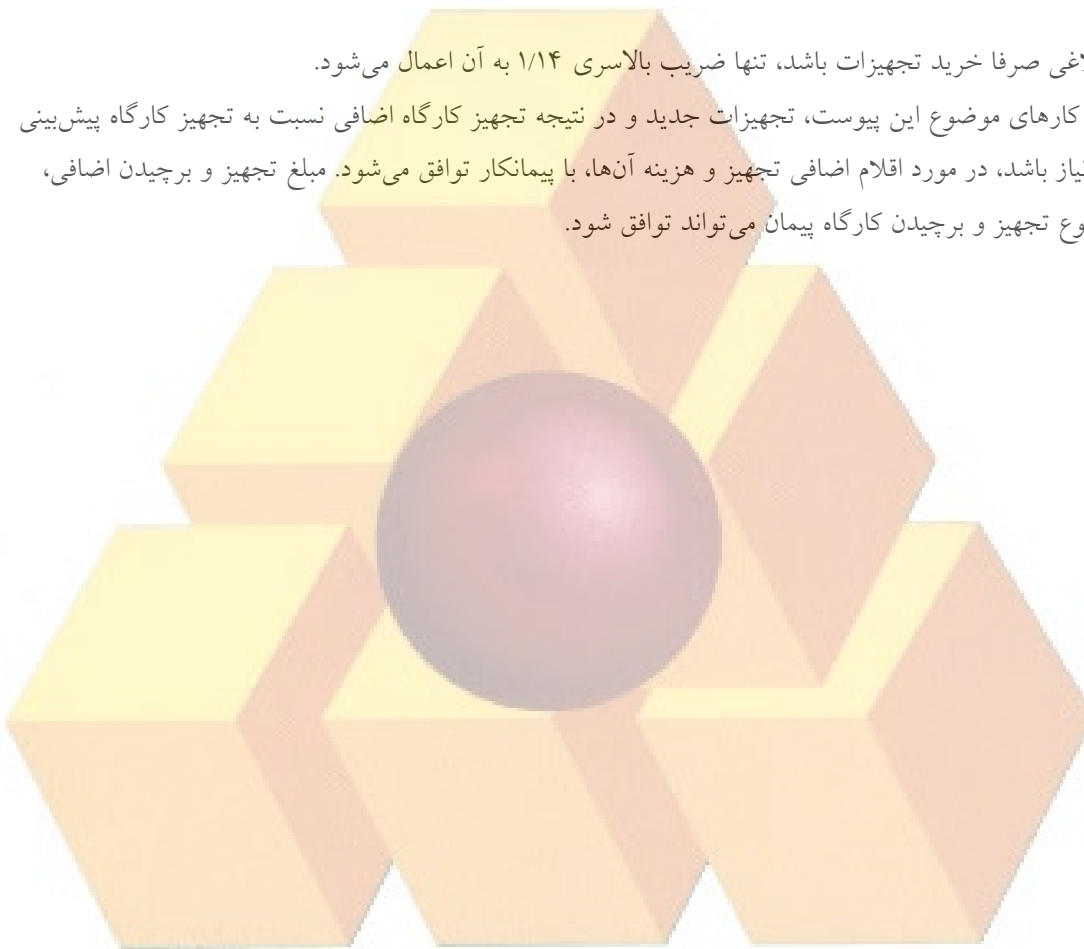 لاغی صرفا خرید تجهیزات باشد، تنها ضریب بالاسری ۱/۱۴ به آن اعمال می‌شود.
کارهای موضوع این پیوست، تجهیزات جدید و در نتیجه تجهیز کارگاه اضافی نسبت به تجهیز کارگاه پیش‌بینی
نیاز باشد، در مورد اقلام اضافی تجهیز و هزینه آن‌ها، با پیمانکار توافق می‌شود. مبلغ تجهیز و برچیدن اضافی،
وع تجهیز و برچیدن کارگاه پیمان می‌تواند توافق شود.